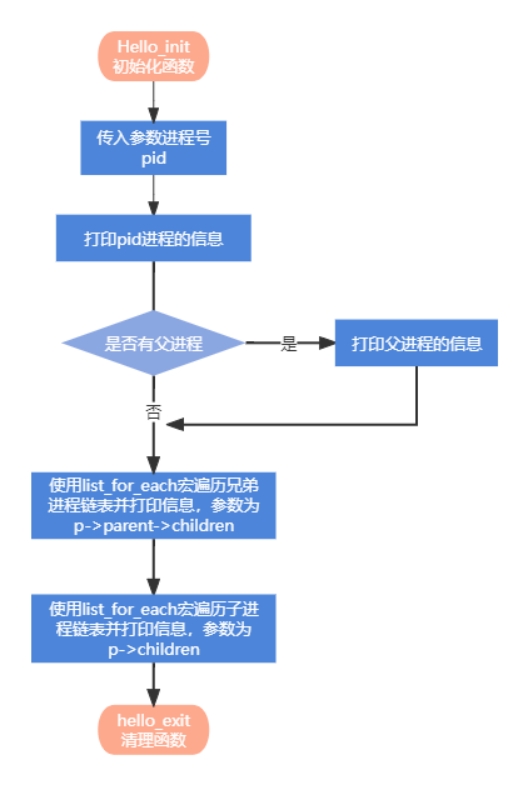 Hello_init
初始化函数
传入参数进程号
pid
打印pid进程的信息
是否有父进程
是
打印父进程的信息
否
使用list_for_each宏遍历兄弟
进程链表并打印信息，参数为
p->parent->children
使用list_for_each宏遍历子进
程链表并打印信息，参数为
p->children
hello_exit
清理函数